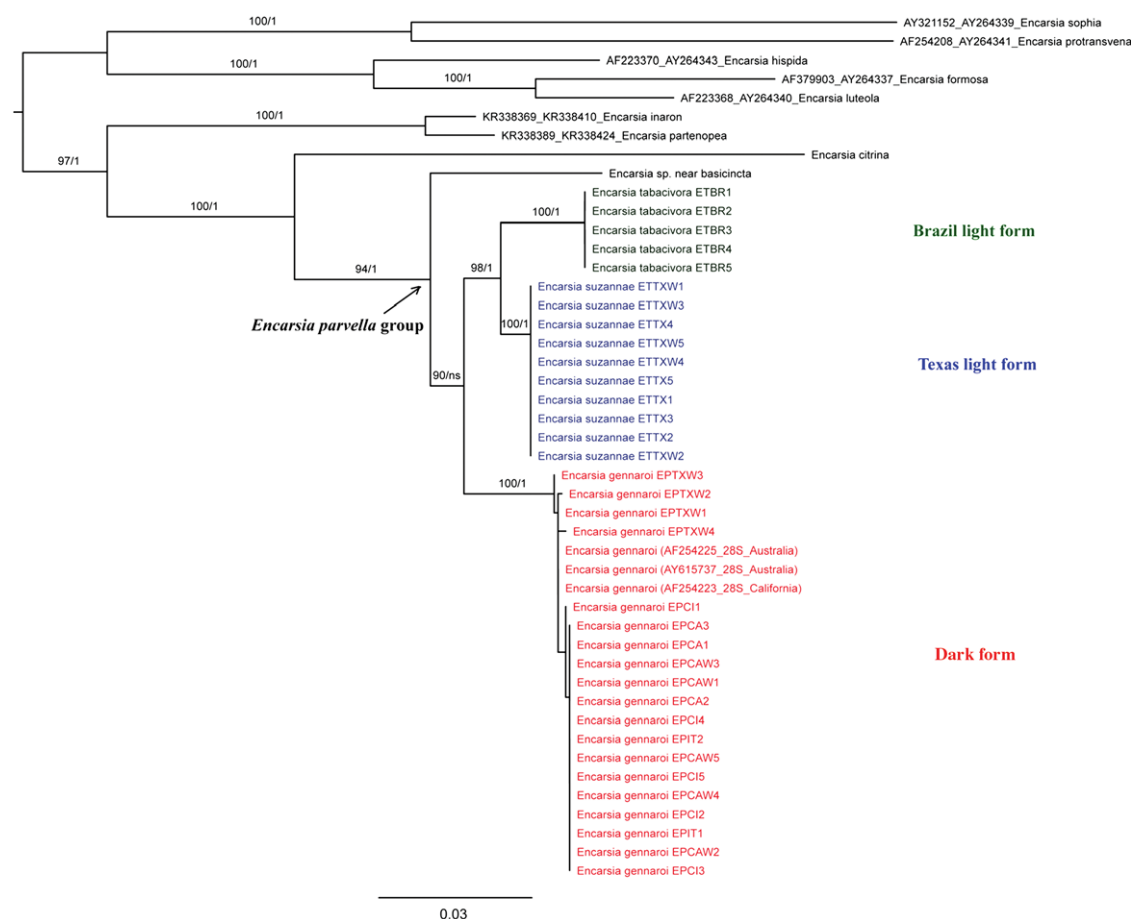 100/1
AY321152_AY264339_Encarsia sophia
AF254208_AY264341_Encarsia protransvena
100/1
AF223370_AY264343_Encarsia hispida
100/1
AF379903_AY264337_Encarsia formosa
AF223368_AY264340_Encarsia luteola
100/1
KR338369_KR338410_Encarsia inaron
KR338389_KR338424_Encarsia partenopea
97/1
Encarsia citrina
100/1
Encarsia sp. near basicincta
94/1
Encarsia parvella group
90/ns
98/1
100/1
Encarsia tabacivora ETBR1
Encarsia tabacivora ETBR2
Encarsia tabacivora ETBR3
Encarsia tabacivora ETBR4
Encarsia tabacivora ETBR5
Brazil light form
100/1
Encarsia suzannae ETTXW1
Encarsia suzannae ETTXW3
Encarsia suzannae ETTX4
Encarsia suzannae ETTXW5
Encarsia suzannae ETTXW4
Encarsia suzannae ETTX5
Encarsia suzannae ETTX1
Encarsia suzannae ETTX3
Encarsia suzannae ETTX2
Encarsia suzannae ETTXW2
Texas light form
100/1
Encarsia gennaroi EPTXW3
Encarsia gennaroi EPTXW2
Encarsia gennaroi EPTXW1
Encarsia gennaroi EPTXW4
Encarsia gennaroi (AF254225_28S_Australia)
Encarsia gennaroi (AY615737_28S_Australia)
Encarsia gennaroi (AF254223_28S_California)
Encarsia gennaroi EPCI1
Encarsia gennaroi EPCA3
Encarsia gennaroi EPCA1
Encarsia gennaroi EPCAW3
Encarsia gennaroi EPCAW1
Encarsia gennaroi EPCA2
Encarsia gennaroi EPCI4
Encarsia gennaroi EPIT2
Encarsia gennaroi EPCAW5
Encarsia gennaroi EPCI5
Encarsia gennaroi EPCAW4
Encarsia gennaroi EPCI2
Encarsia gennaroi EPIT1
Encarsia gennaroi EPCAW2
Encarsia gennaroi EPCI3
Dark form
0.03